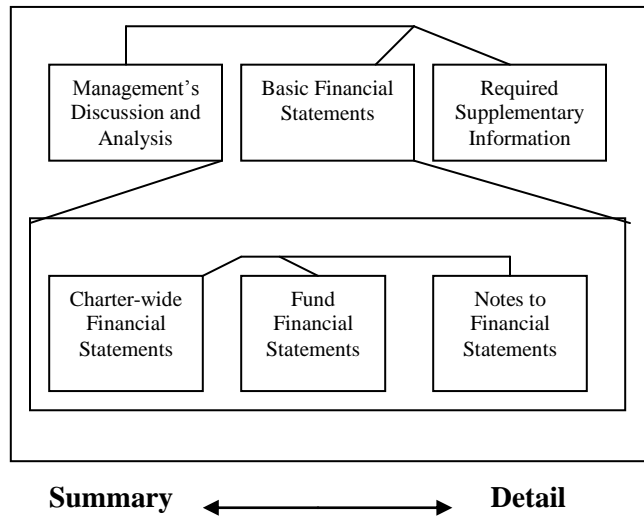 Management's
Discussion and
Analysis
Basic Financial
Statements
Required
Supplementary
Information
Charter-wide
Financial
Statements
Fund
Financial
Statements
Notes to
Financial
Statements
Summary
Detail